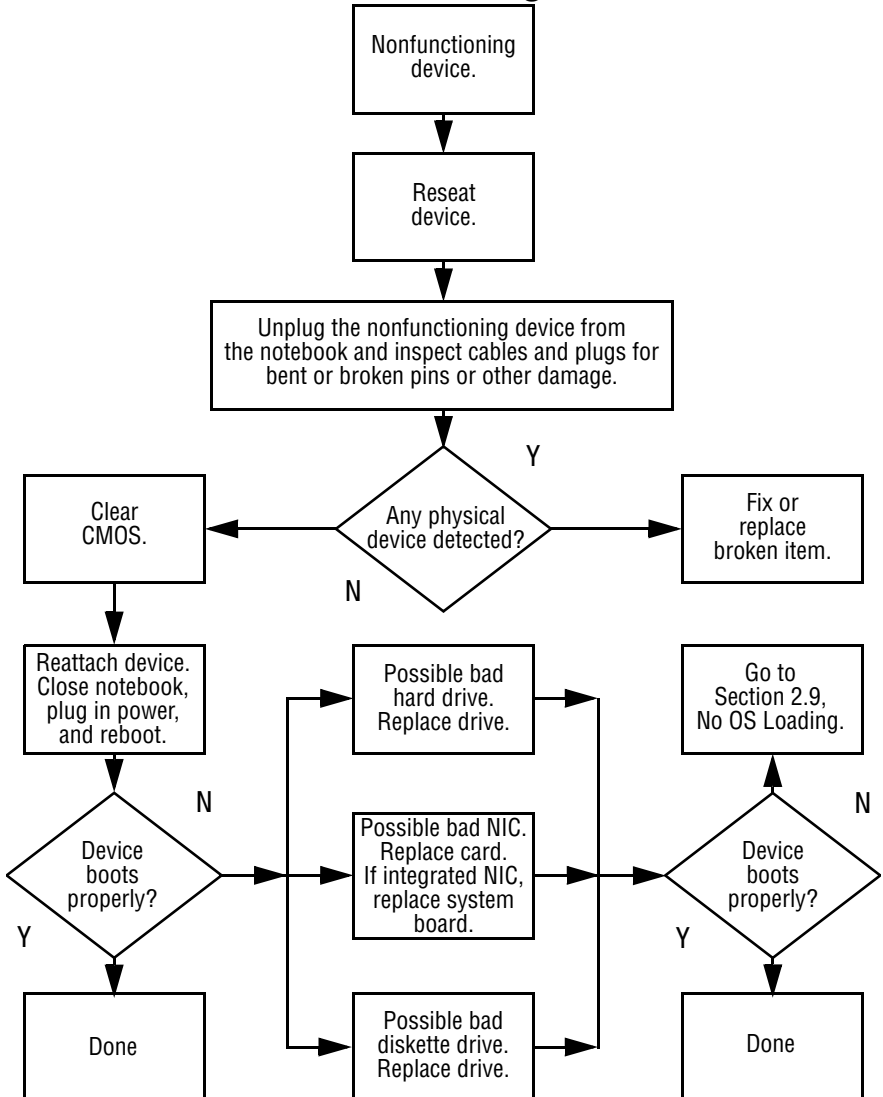 Nonfunctioning
device.
Reseat
device.
Unplug the nonfunctioning device from
the notebook and inspect cables and plugs for
bent or broken pins or other damage.
Y
Clear
CMOS.
Any physical
device detected?
Fix or
replace
broken item.
N
Reattach device.
Close notebook,
plug in power,
and reboot.
Possible bad
hard drive.
Replace drive.
Go to
Section 2.9,
No OS Loading.
N
N
Device
boots
properly?
Possible bad NIC.
Replace card.
If integrated NIC,
replace system
board.
Device
boots
properly?
Y
Y
Done
Possible bad
diskette drive.
Replace drive.
Done